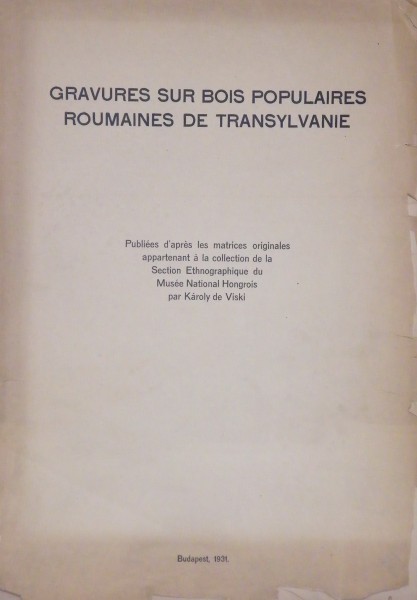 GRAVURES SUR BOIS POPULAIRES
ROUMAINES DE TRANSYLVANIE
Publiées d'après les matrices originales
appartenant à la collection de la
Section Ethnographique du
Musée National Hongrois
par Károly de Viski
Budapest, 1931.